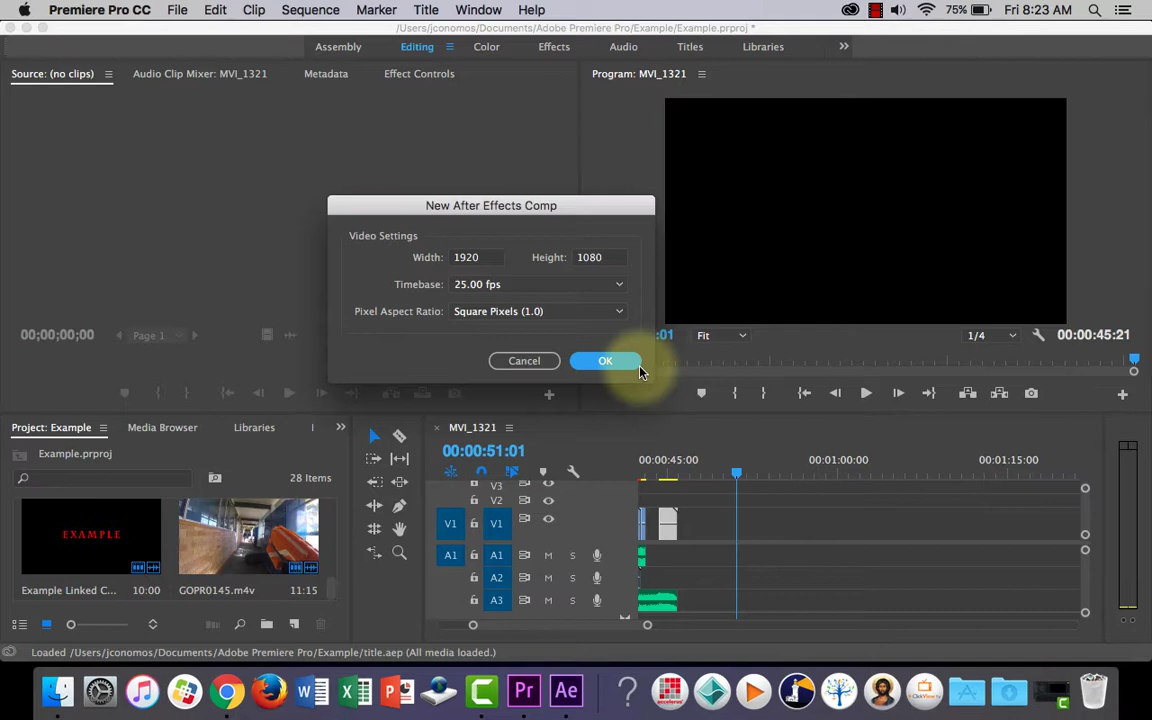 Premiere Pro CC File Edit Clip Sequence Marker Title Window Help 75% Fri 8:23 AM
/Users/jconomos/Documents/Adobe Premiere Pro/Example/Example.prproj *
Assembly Editing Color Effects Audio Titles Libraries
Source: (no clips) Audio Clip Mixer: MVI_1321 Metadata Effect Controls Program: MVI_1321
New After Effects Comp
Video Settings
Width: 1920 Height: 1080
Timebase: 25.00 fps
Pixel Aspect Ratio: Square Pixels (1.0)
00;00;00;00 Page 1 :01 Fit 1/4 00:00:45:21
Cancel OK
Project: Example Media Browser Libraries MVI_1321
Example.prproj 00:00:51:01
00:00:45:00 00:01:00:00 00:01:15:00
28 Items
V3
V2
EXAMPLE
V1 V1
A1 A1 M S
A2 M S
Example Linked C... 10:00 GOPR0145.m4v 11:15 A3 M S
Loaded /Users/jconomos/Documents/Adobe Premiere Pro/Example/title.aep (All media loaded.)
Pr Ae